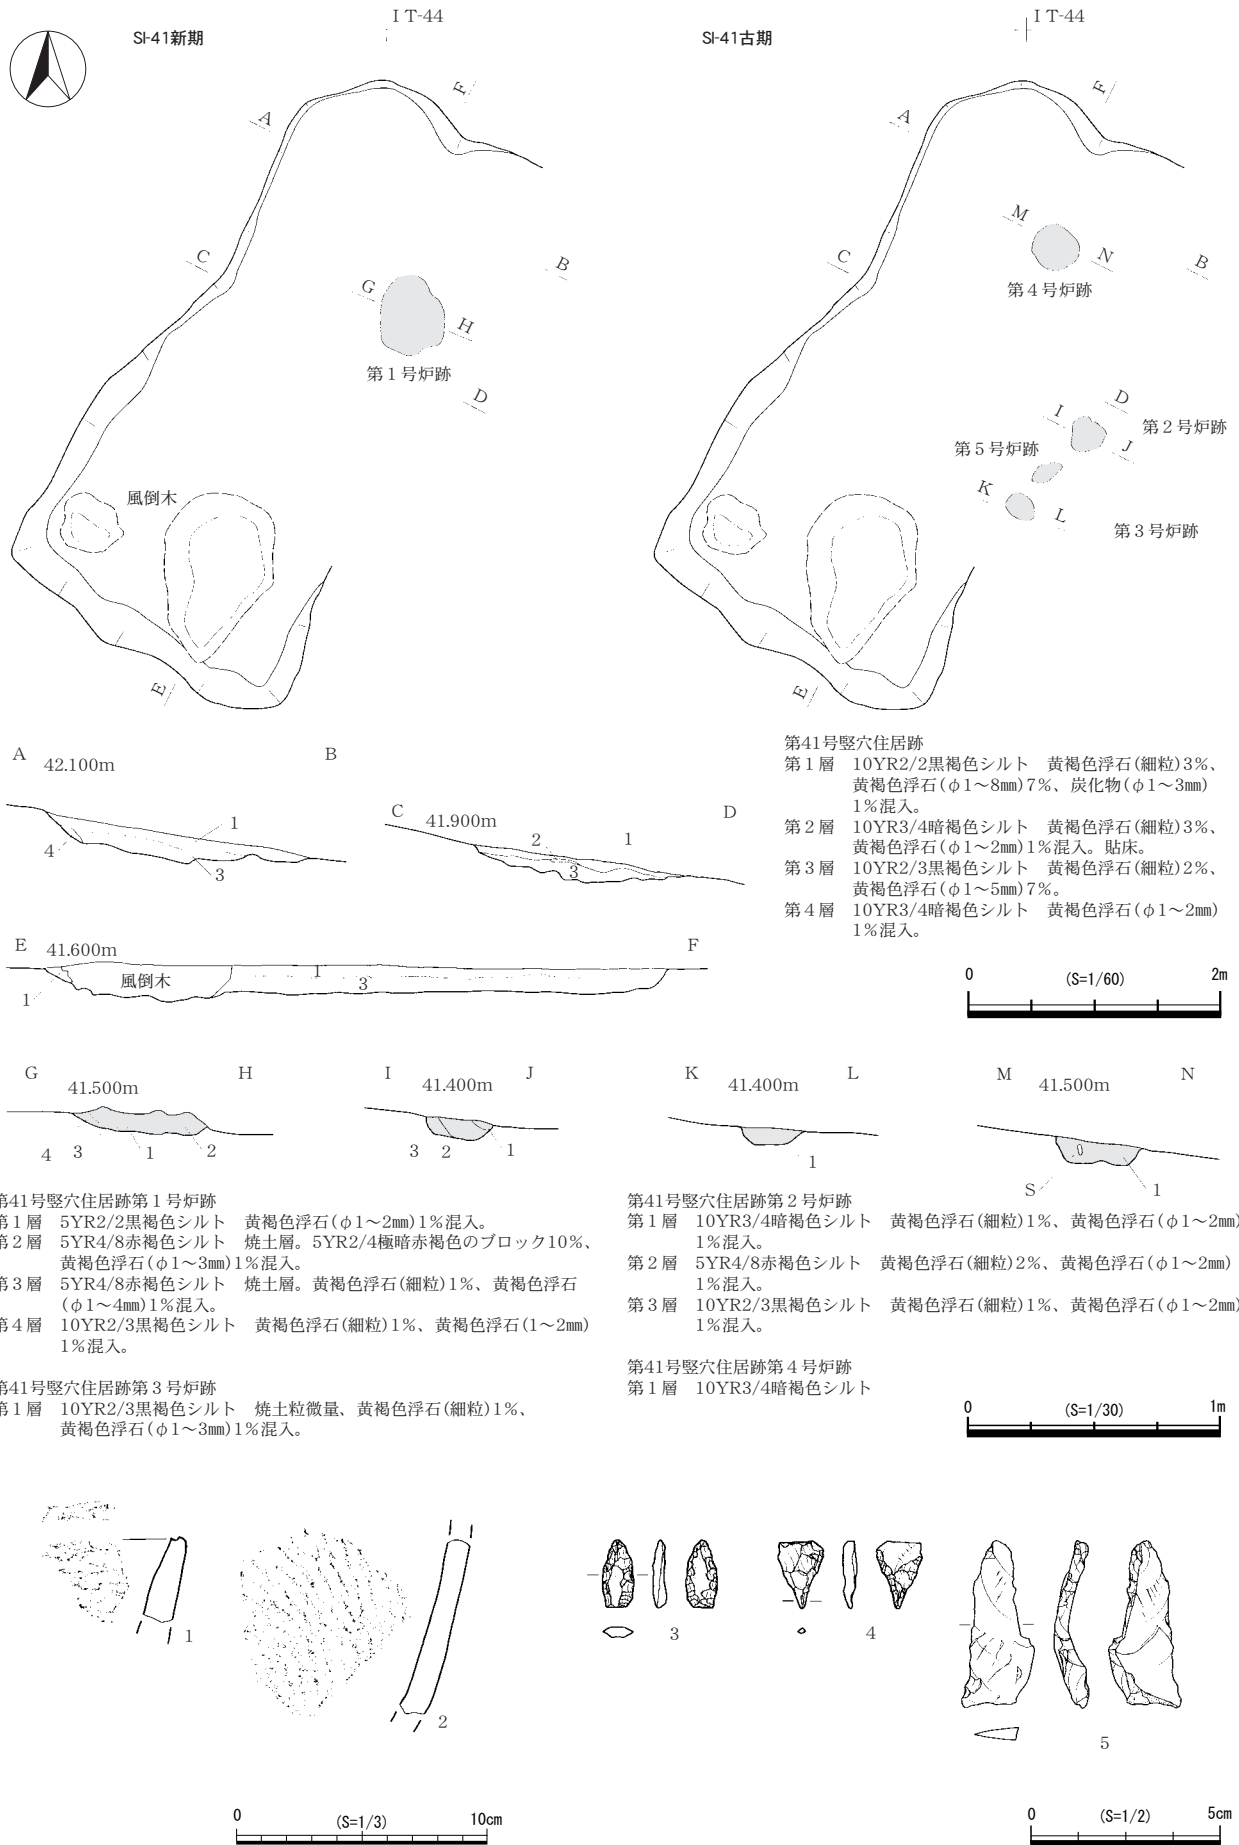 SI-41新期
I T-44
SI-41古期
I T-44
A
F
C
B
G
H
第1号炉跡
D
風倒木
E
A
F
M
N
C
B
第4号炉跡
D
I
J
第2号炉跡
第5号炉跡
K
L
第3号炉跡
E
A 42.100m B
1
4
3
C 41.900m D
2 1
3
E 41.600m F
風倒木
1
3
1
第41号竪穴住居跡
第1層 10YR2/2黒褐色シルト 黄褐色浮石(細粒)3%、
黄褐色浮石(φ1～8㎜)7%、炭化物(φ1～3㎜)
1%混入。
第2層 10YR3/4暗褐色シルト 黄褐色浮石(細粒)3%、
黄褐色浮石(φ1～2㎜)1%混入。貼床。
第3層 10YR2/3黒褐色シルト 黄褐色浮石(細粒)2%、
黄褐色浮石(φ1～5㎜)7%。
第4層 10YR3/4暗褐色シルト 黄褐色浮石(φ1～2㎜)
1%混入。
0 (S=1/60) 2m
G 41.500m H
4 3 1 2
I 41.400m J
3 2 1
K 41.400m L
1
M 41.500m N
S 1
第41号竪穴住居跡第1号炉跡
第1層 5YR2/2黒褐色シルト 黄褐色浮石(φ1～2㎜)1%混入。
第2層 5YR4/8赤褐色シルト 焼土層。5YR2/4極暗赤褐色のブロック10%、
黄褐色浮石(φ1～3㎜)1%混入。
第3層 5YR4/8赤褐色シルト 焼土層。黄褐色浮石(細粒)1%、黄褐色浮石
(φ1～4㎜)1%混入。
第4層 10YR2/3黒褐色シルト 黄褐色浮石(細粒)1%、黄褐色浮石(1～2㎜)
1%混入。
第41号竪穴住居跡第3号炉跡
第1層 10YR2/3黒褐色シルト 焼土粒微量、黄褐色浮石(細粒)1%、
黄褐色浮石(φ1～3㎜)1%混入。
第41号竪穴住居跡第2号炉跡
第1層 10YR3/4暗褐色シルト 黄褐色浮石(細粒)1%、黄褐色浮石(φ1～2㎜)
1%混入。
第2層 5YR4/8赤褐色シルト 黄褐色浮石(細粒)2%、黄褐色浮石(φ1～2㎜)
1%混入。
第3層 10YR2/3黒褐色シルト 黄褐色浮石(細粒)1%、黄褐色浮石(φ1～2㎜)
1%混入。
第41号竪穴住居跡第4号炉跡
第1層 10YR3/4暗褐色シルト
0 (S=1/30) 1m
1
2
3
4
5
0 (S=1/3) 10cm
0 (S=1/2) 5cm